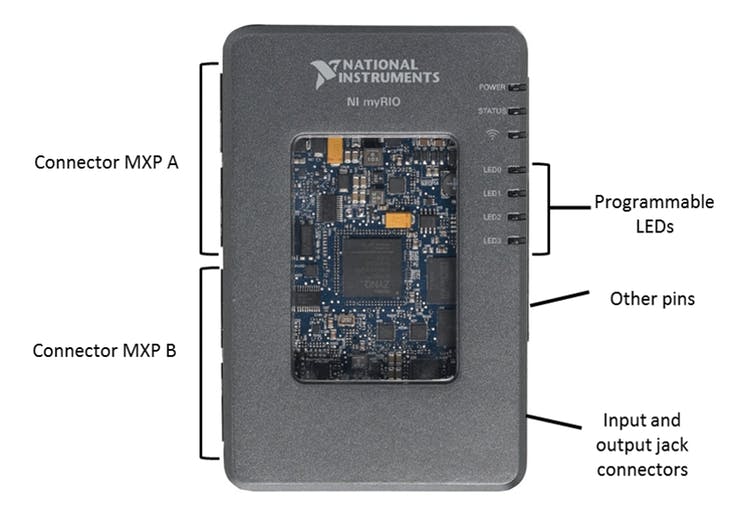 NATIONAL
INSTRUMENTS
NI myRIO
POWER
STATUS
Connector MXP A
LED0
LED1
LED2
LED3
Programmable
LEDs
ZYNQ
Other pins
Connector MXP B
Input and
output jack
connectors